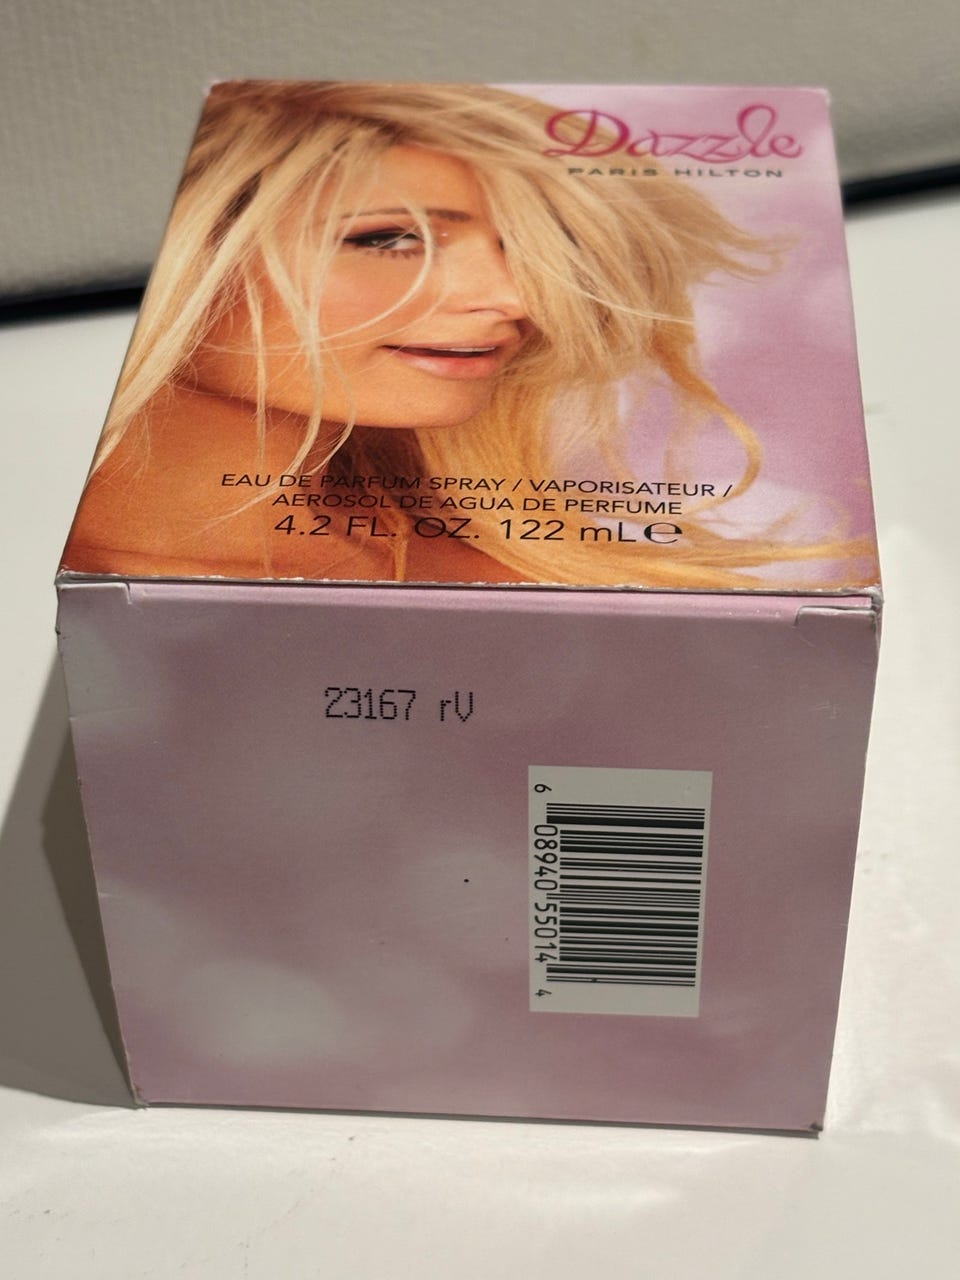 Dazzle
PARIS HILTON
EAU DE PARFUM SPRAY / VAPORISATEUR /
AEROSOL DE AGUA DE PERFUME
4.2 FL. OZ. 122 mL ℮
23167 rV
6 08940 55014 4